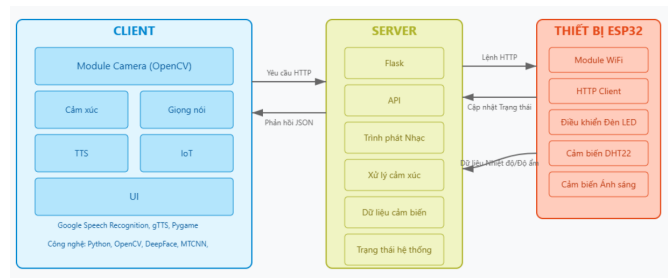 CLIENT
Module Camera (OpenCV)
Cảm xúc
Giọng nói
TTS
IoT
UI
Google Speech Recognition, gTTS, Pygame
Công nghệ: Python, OpenCV, DeepFace, MTCNN,
Yêu cầu HTTP
Phản hồi JSON
SERVER
Flask
API
Trình phát Nhạc
Xử lý cảm xúc
Dữ liệu cảm biến
Trạng thái hệ thống
Lệnh HTTP
Cập nhật Trạng thái
Dữ liệu Nhiệt độ/Độ ẩm
THIẾT BỊ ESP32
Module WiFi
HTTP Client
Điều khiển Đèn LED
Cảm biến DHT22
Cảm biến Ánh sáng